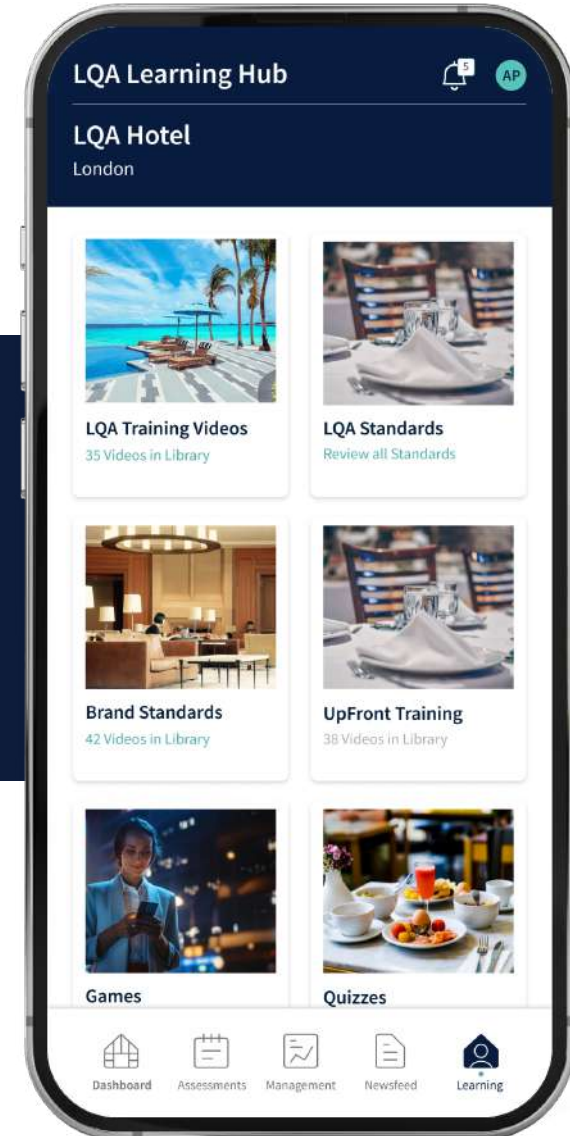 LQA Learning Hub
5
AP
LQA Hotel
London
LQA Training Videos
35 Videos in Library
LQA Standards
Review all Standards
Brand Standards
42 Videos in Library
UpFront Training
38 Videos in Library
Games
Quizzes
Dashboard
Assessments
Management
Newsfeed
Learning